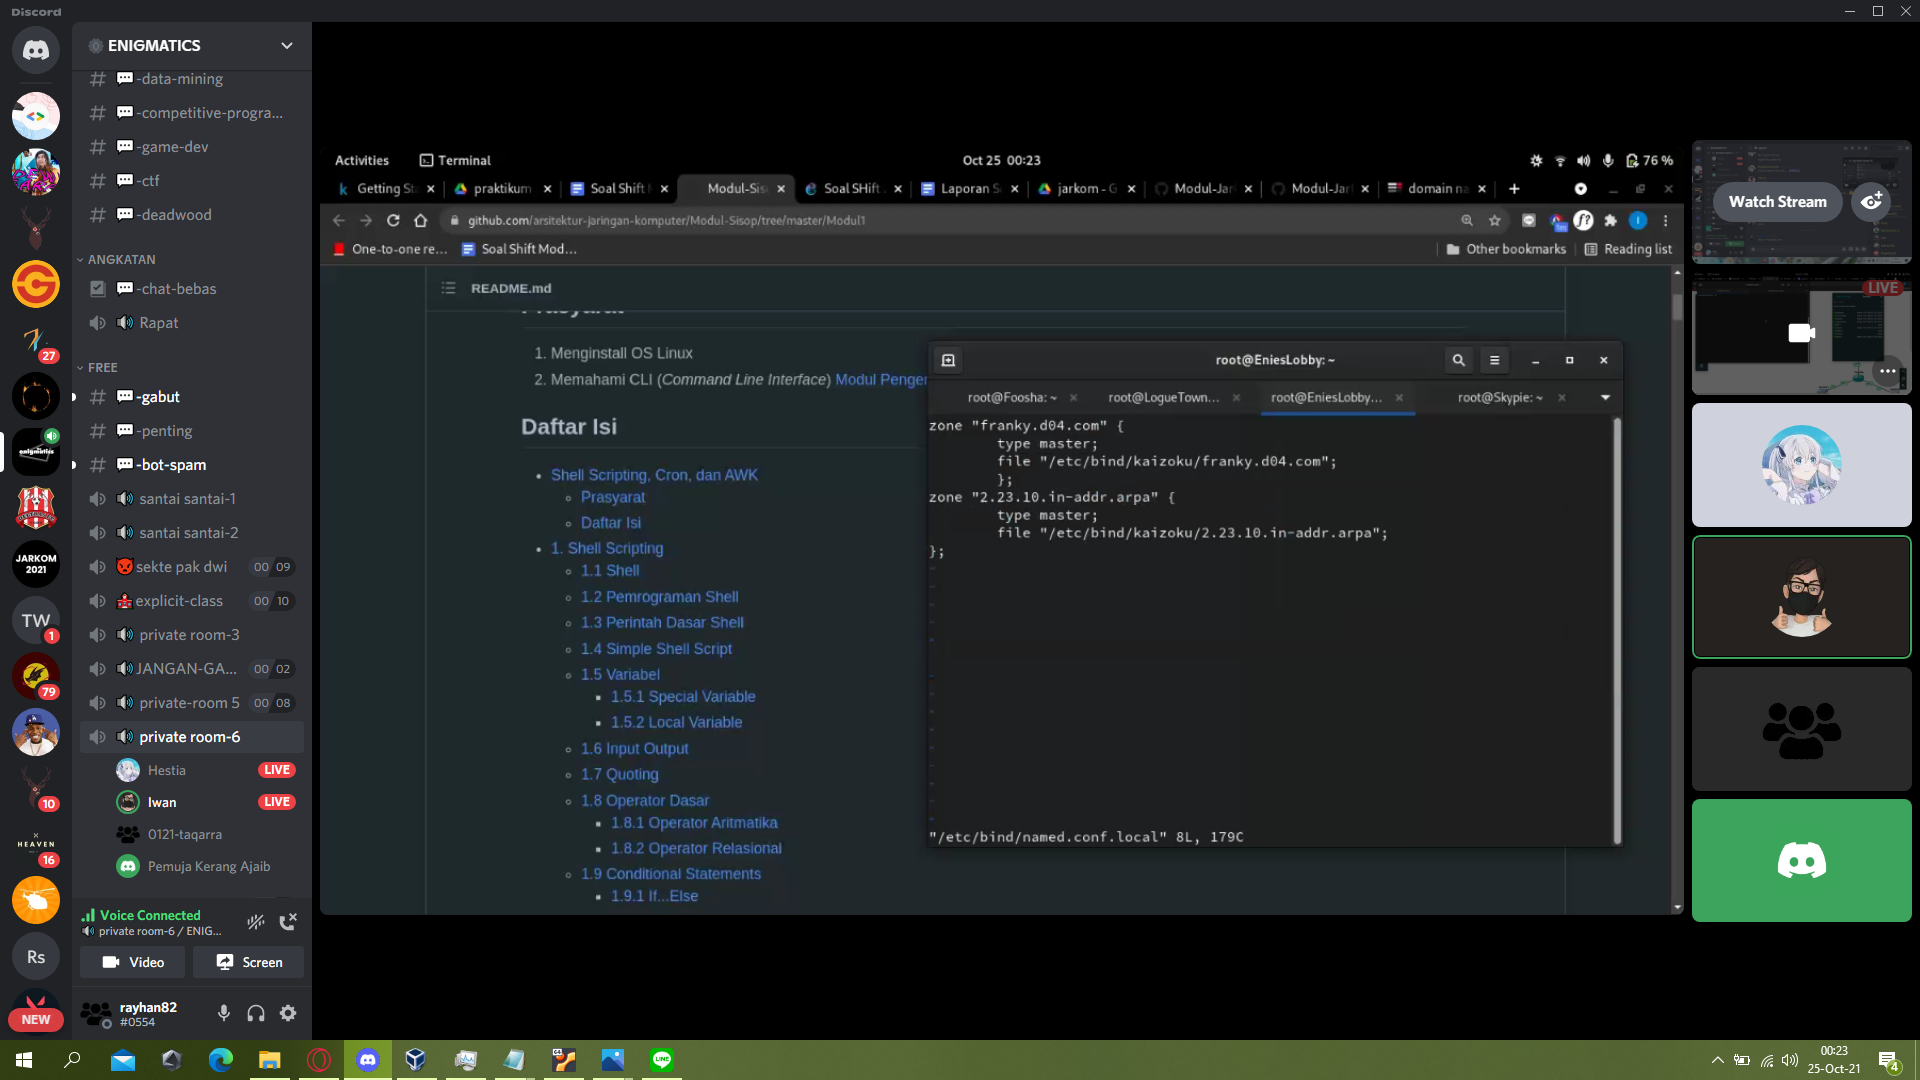 Discord
ENIGMATICS
-data-mining
-competitive-progra...
-game-dev
-ctf
-deadwood
ANGKATAN
-chat-bebas
Rapat
FREE
-gabut
-penting
-bot-spam
santai santai-1
santai santai-2
sekte pak dwi 00 09
explicit-class 00 10
private room-3
JANGAN-GA... 00 02
private-room 5 00 08
private room-6
Hestia LIVE
Iwan LIVE
0121-taqarra
Pemuja Kerang Ajaib
Voice Connected
private room-6 / ENIG...
Video
Screen
rayhan82
#0554
27
enigmatics
JARKOM
2021
TW
1
79
10
HEAVEN
16
Rs
NEW
Activities
Terminal
Oct 25 00:23
76 %
Getting St
praktikum
Soal Shift
Modul-Sis
Soal SHift
Laporan S
jarkom - G
Modul-Jar
Modul-Jar
domain na
github.com/arsitektur-jaringan-komputer/Modul-Sisop/tree/master/Modul1
One-to-one re...
Soal Shift Mod...
Other bookmarks
Reading list
README.md
Prasyarat
1. Menginstall OS Linux
2. Memahami CLI (Command Line Interface) Modul Penger
Daftar Isi
Shell Scripting, Cron, dan AWK
Prasyarat
Daftar Isi
1. Shell Scripting
1.1 Shell
1.2 Pemrograman Shell
1.3 Perintah Dasar Shell
1.4 Simple Shell Script
1.5 Variabel
1.5.1 Special Variable
1.5.2 Local Variable
1.6 Input Output
1.7 Quoting
1.8 Operator Dasar
1.8.1 Operator Aritmatika
1.8.2 Operator Relasional
1.9 Conditional Statements
1.9.1 If...Else
root@EniesLobby: ~
root@Foosha: ~
root@LogueTown...
root@EniesLobby...
root@Skypie: ~
zone "franky.d04.com" {
type master;
file "/etc/bind/kaizoku/franky.d04.com";
};
zone "2.23.10.in-addr.arpa" {
type master;
file "/etc/bind/kaizoku/2.23.10.in-addr.arpa";
};
~
"/etc/bind/named.conf.local" 8L, 179C
Watch Stream
LIVE
00:23
25-Oct-21
4
LINE